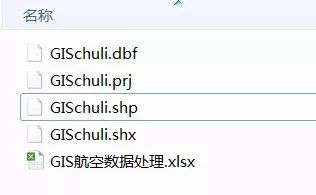 名称
GISchuli.dbf
GISchuli.prj
GISchuli.shp
GISchuli.shx
GIS航空数据处理.xlsx